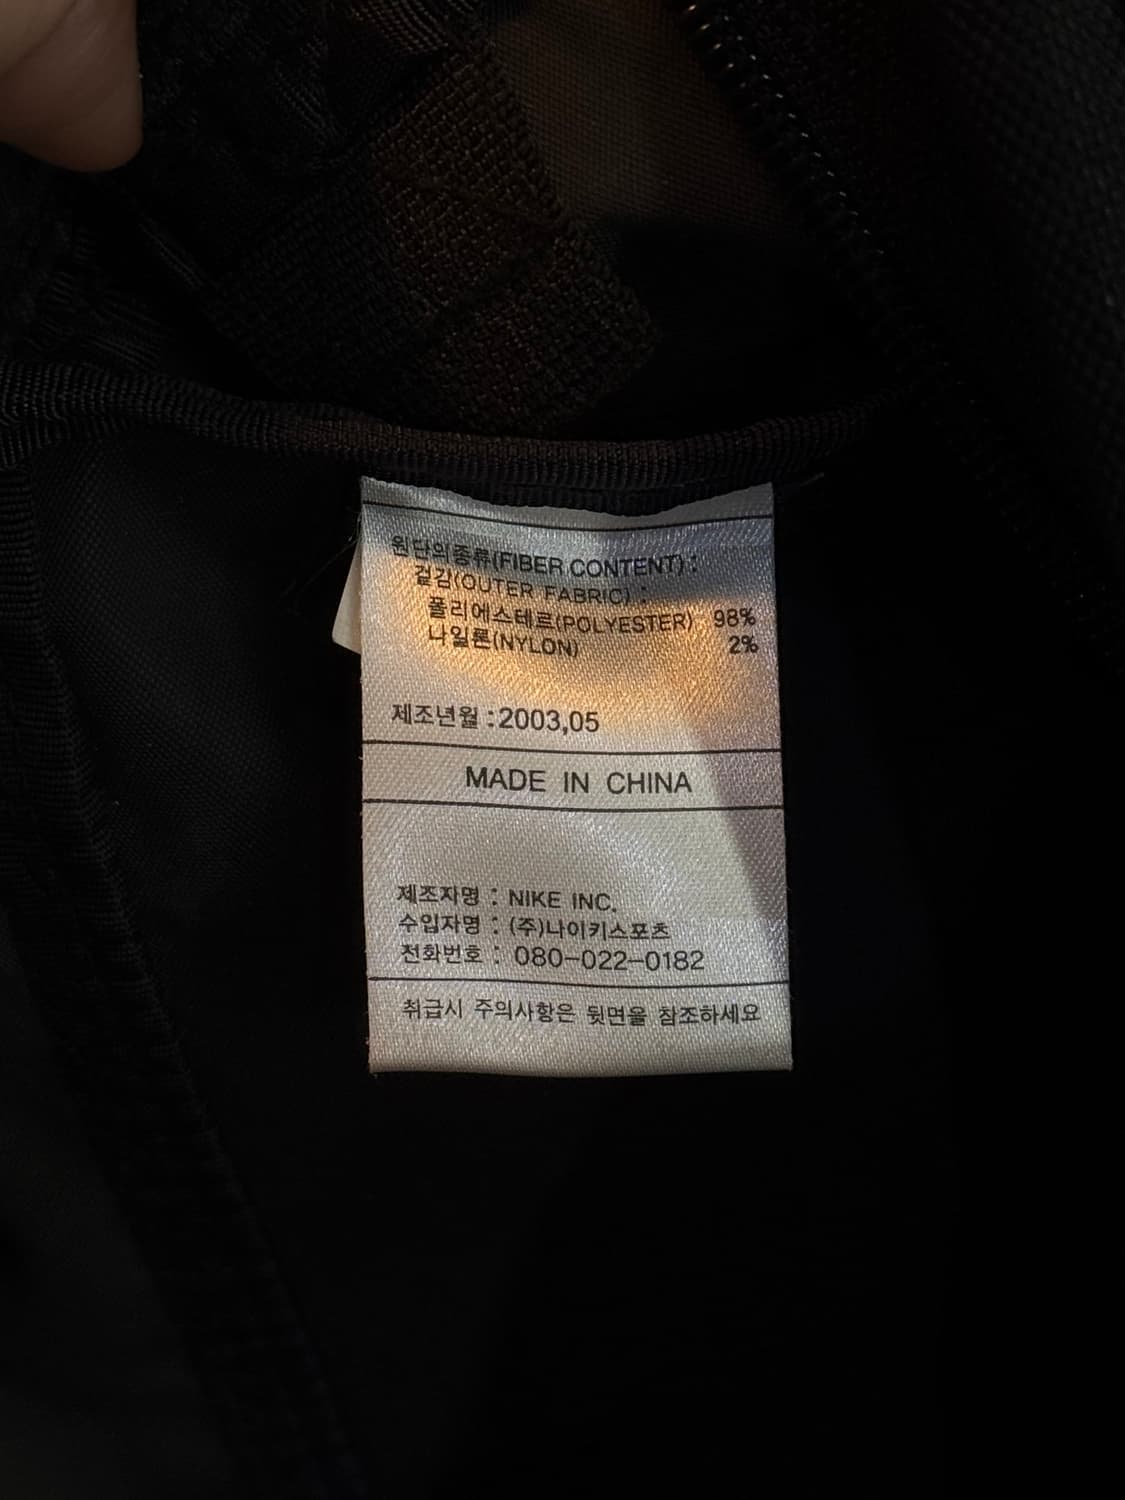 원단의종류(FIBER CONTENT) :
겉감(OUTER FABRIC) :
폴리에스테르(POLYESTER) 98%
나일론(NYLON) 2%
제조년월 :2003,05
MADE IN CHINA
제조자명 : NIKE INC.
수입자명 : (주)나이키스포츠
전화번호 : 080-022-0182
취급시 주의사항은 뒷면을 참조하세요